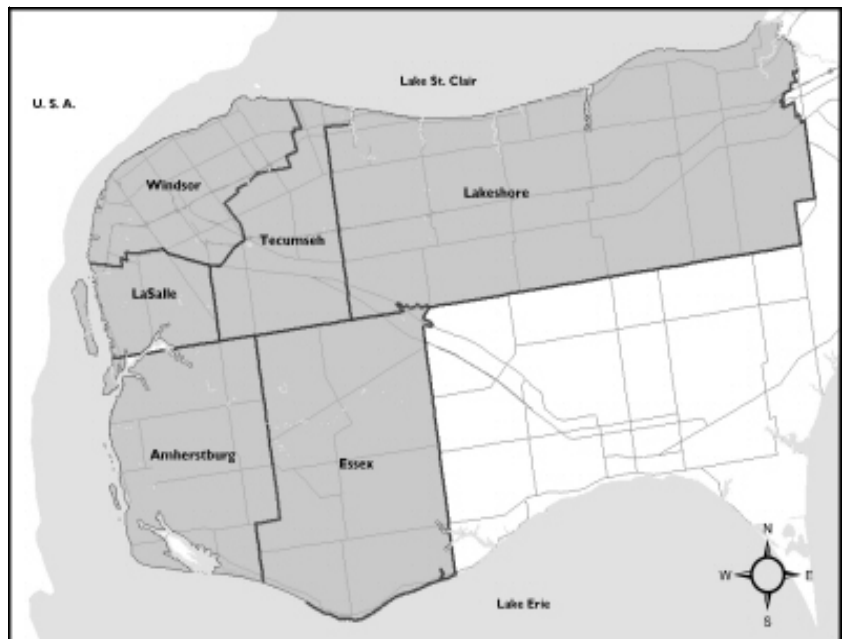 Lake St. Clair
U. S. A.
Windsor
Lakeshore
Tecumseh
LaSalle
Amherstburg
Essex
N
W
E
S
Lake Erie